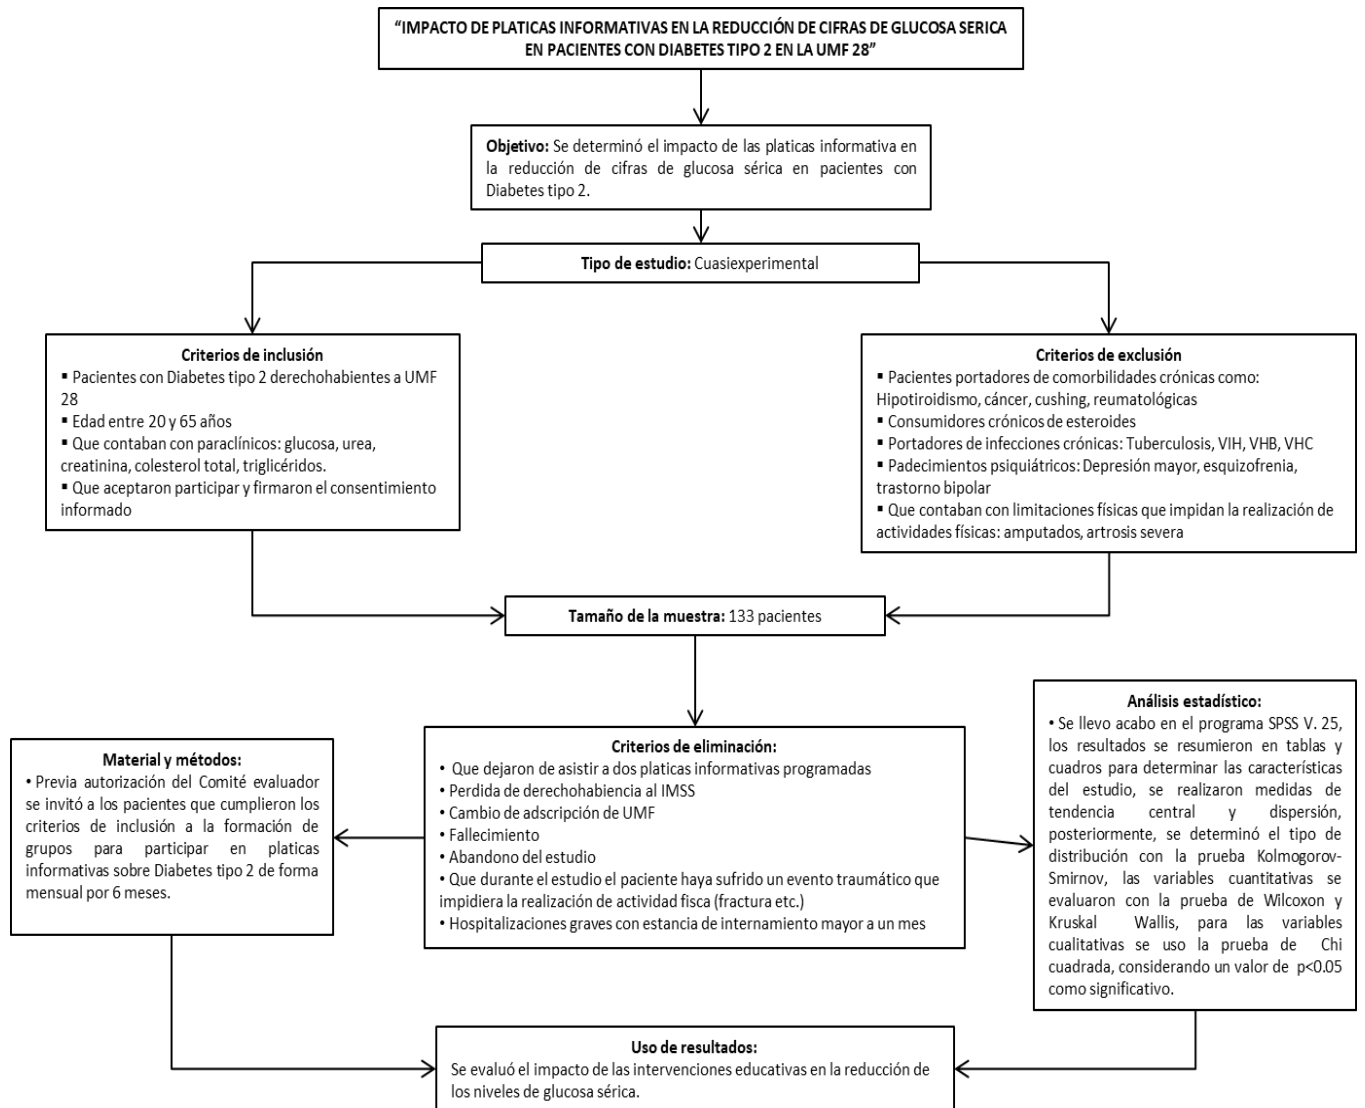 “IMPACTO DE PLATICAS INFORMATIVAS EN LA REDUCCIÓN DE CIFRAS DE GLUCOSA SERICA
EN PACIENTES CON DIABETES TIPO 2 EN LA UMF 28”
Objetivo: Se determinó el impacto de las platicas informativa en
la reducción de cifras de glucosa sérica en pacientes con
Diabetes tipo 2.
Tipo de estudio: Cuasiexperimental
Criterios de inclusión
▪ Pacientes con Diabetes tipo 2 derechohabientes a UMF
28
▪ Edad entre 20 y 65 años
▪ Que contaban con paraclínicos: glucosa, urea,
creatinina, colesterol total, triglicéridos.
▪ Que aceptaron participar y firmaron el consentimiento
informado
Criterios de exclusión
▪ Pacientes portadores de comorbilidades crónicas como:
Hipotiroidismo, cáncer, cushing, reumatológicas
▪ Consumidores crónicos de esteroides
▪ Portadores de infecciones crónicas: Tuberculosis, VIH, VHB, VHC
▪ Padecimientos psiquiátricos: Depresión mayor, esquizofrenia,
trastorno bipolar
▪ Que contaban con limitaciones físicas que impidan la realización de
actividades físicas: amputados, artrosis severa
Tamaño de la muestra: 133 pacientes
Material y métodos:
• Previa autorización del Comité evaluador
se invitó a los pacientes que cumplieron los
criterios de inclusión a la formación de
grupos para participar en platicas
informativas sobre Diabetes tipo 2 de forma
mensual por 6 meses.
Criterios de eliminación:
• Que dejaron de asistir a dos platicas informativas programadas
• Perdida de derechohabiencia al IMSS
• Cambio de adscripción de UMF
• Fallecimiento
• Abandono del estudio
• Que durante el estudio el paciente haya sufrido un evento traumático que
impidiera la realización de actividad fisca (fractura etc.)
• Hospitalizaciones graves con estancia de internamiento mayor a un mes
Análisis estadístico:
• Se llevo acabo en el programa SPSS V. 25,
los resultados se resumieron en tablas y
cuadros para determinar las características
del estudio, se realizaron medidas de
tendencia central y dispersión,
posteriormente, se determinó el tipo de
distribución con la prueba Kolmogorov-
Smirnov, las variables cuantitativas se
evaluaron con la prueba de Wilcoxon y
Kruskal Wallis, para las variables
cualitativas se uso la prueba de Chi
cuadrada, considerando un valor de p<0.05
como significativo.
Uso de resultados:
Se evaluó el impacto de las intervenciones educativas en la reducción de
los niveles de glucosa sérica.